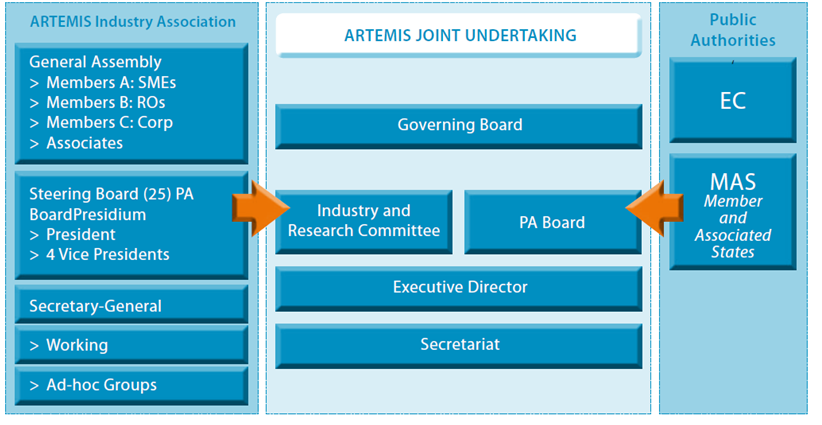 ARTEMIS Industry Association
General Assembly
> Members A: SMEs
> Members B: ROs
> Members C: Corp
> Associates
Steering Board (25) PA
BoardPresidium
> President
> 4 Vice Presidents
Secretary-General
> Working
> Ad-hoc Groups
ARTEMIS JOINT UNDERTAKING
Governing Board
Industry and
Research Committee
PA Board
Executive Director
Secretariat
Public
Authorities
EC
MAS
Member
and
Associated
States